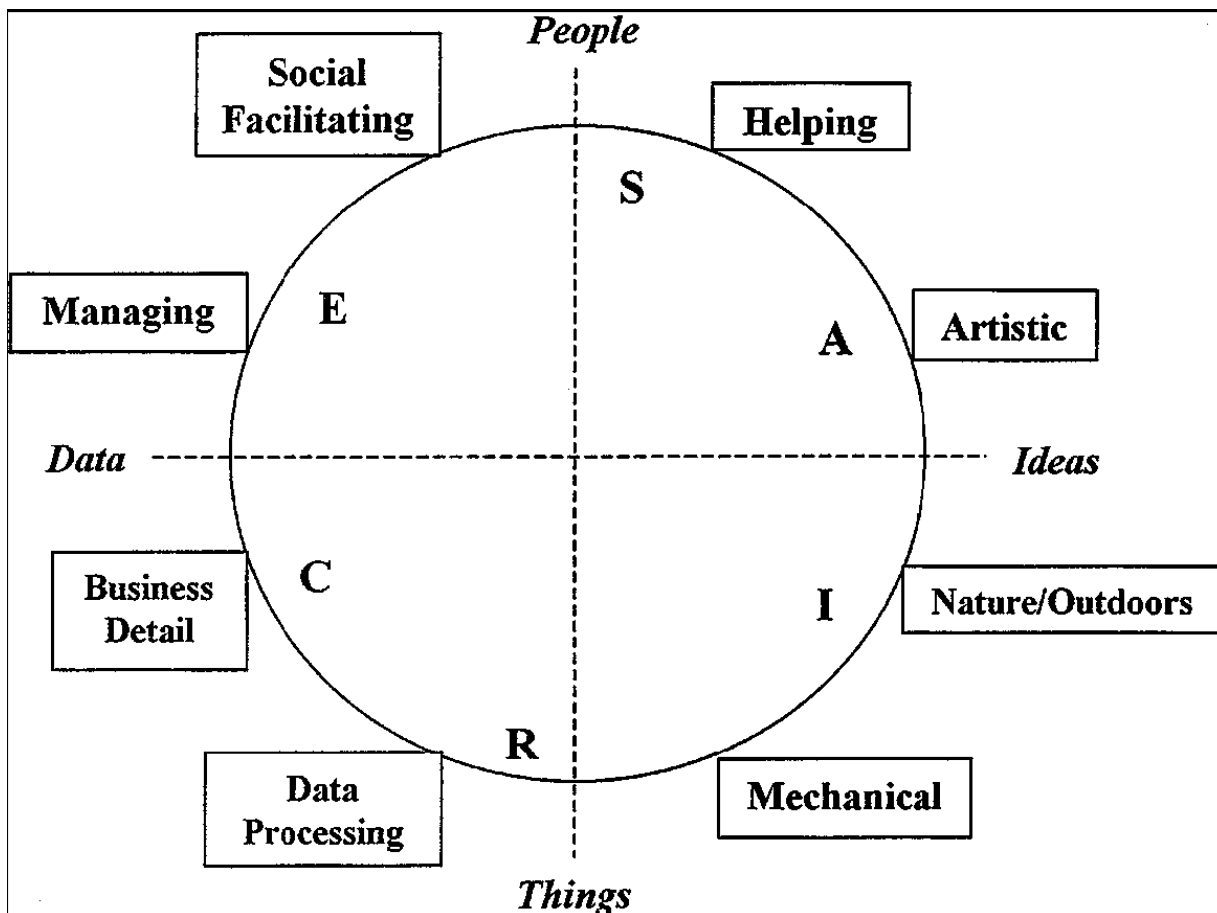 People
Social
Facilitating
Helping
S
Managing
E
A
Artistic
Data
Ideas
Business
Detail
C
I
Nature/Outdoors
R
Data
Processing
Mechanical
Things